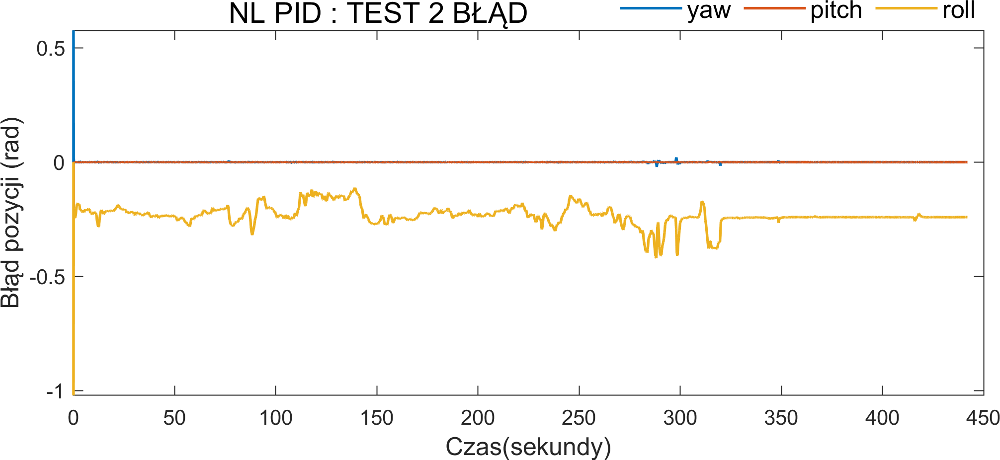 NL PID : TEST 2 BŁĄD
yaw pitch roll
Błąd pozycji (rad)
0.5
0
-0.5
-1
0 50 100 150 200 250 300 350 400 450
Czas(sekundy)